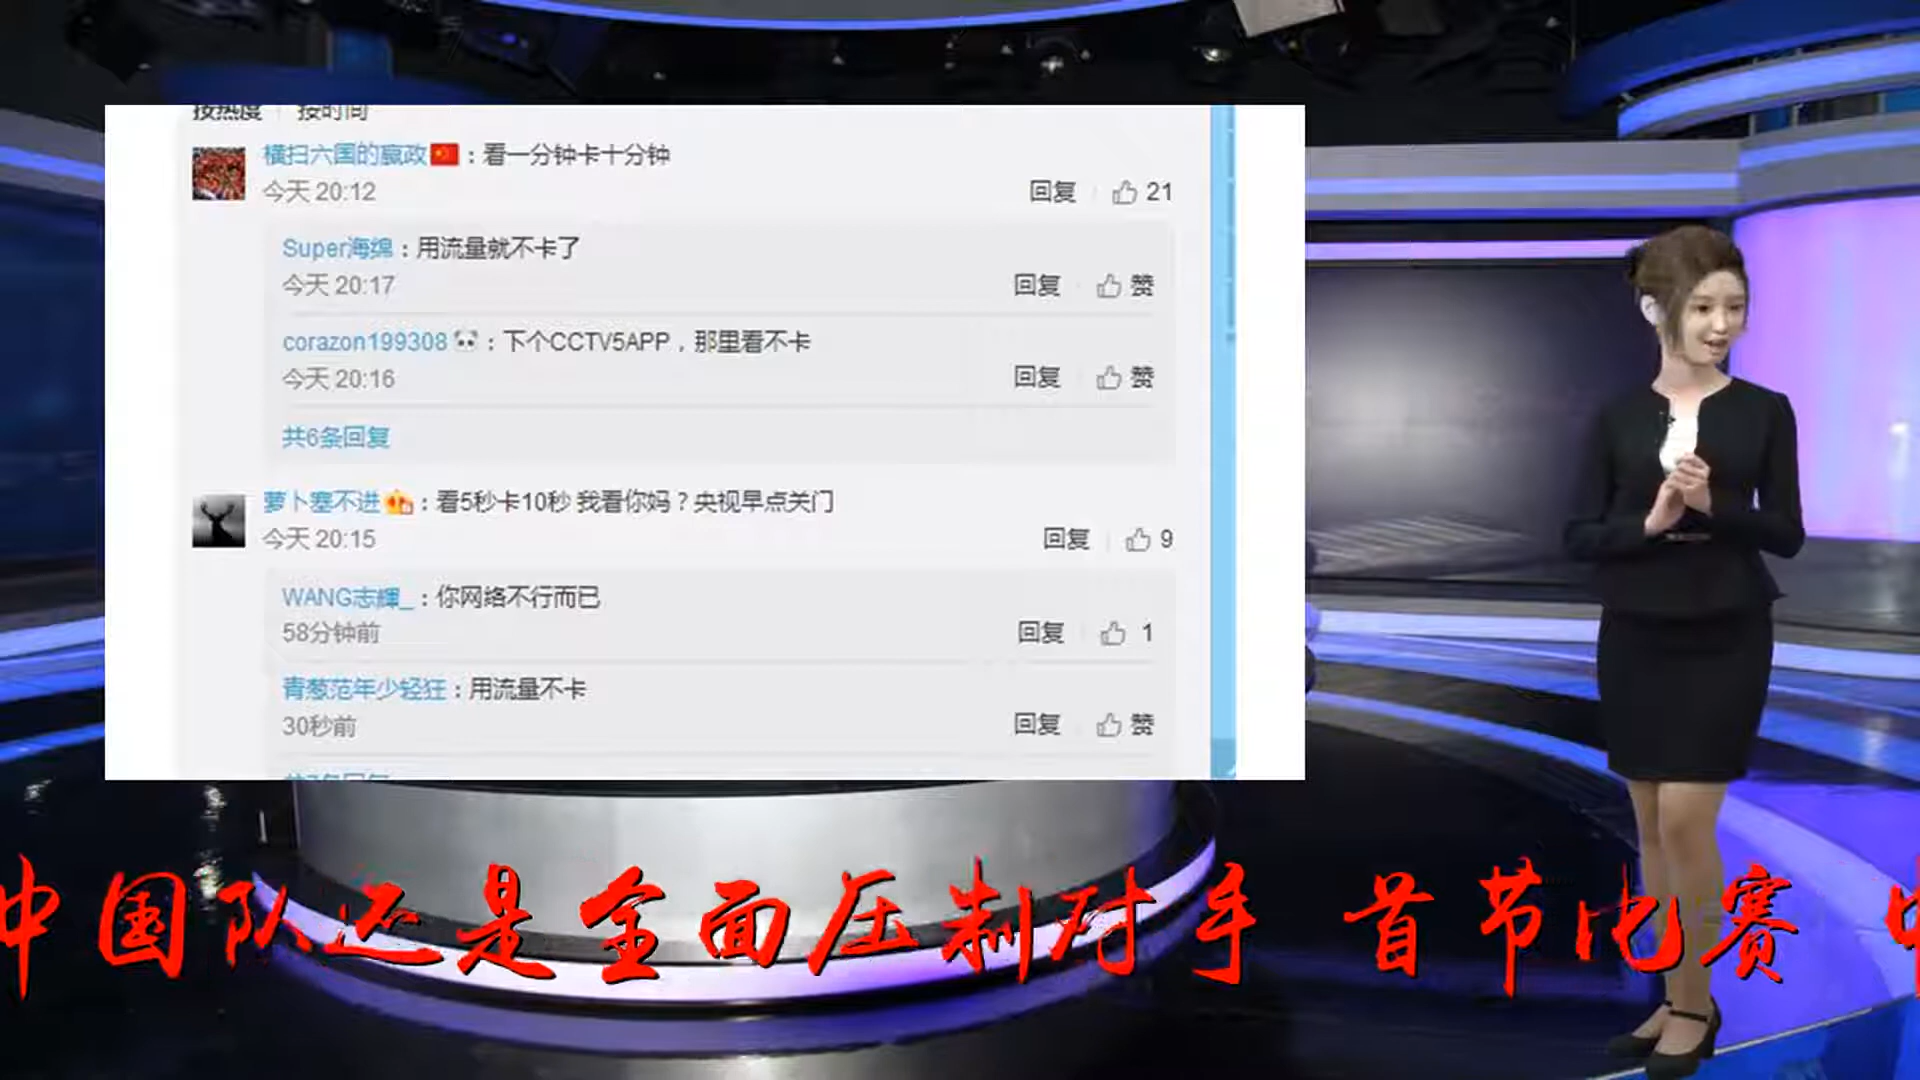 按热度 按时间
横扫六国的嬴政：看一分钟卡十分钟
今天 20:12 回复 21
Super海绵：用流量就不卡了
今天 20:17 回复 赞
corazon199308：下个CCTV5APP，那里看不卡
今天 20:16 回复 赞
共6条回复
萝卜塞不进：看5秒卡10秒 我看你妈？央视早点关门
今天 20:15 回复 9
WANG志輝_：你网络不行而已
58分钟前 回复 1
青葱范年少轻狂：用流量不卡
30秒前 回复 赞
中国队还是全面压制对手 首节比赛 中